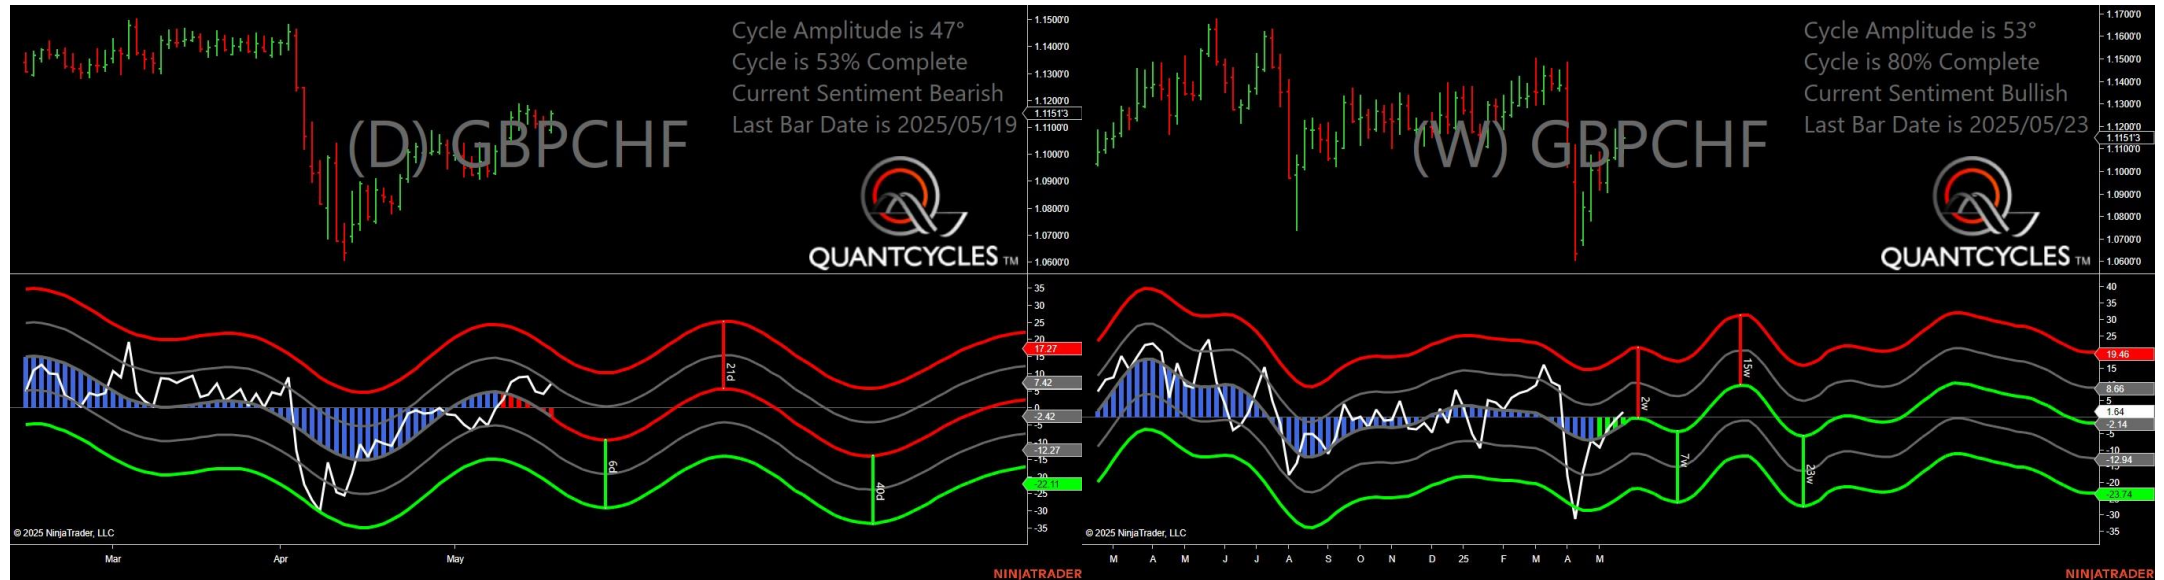 Cycle Amplitude is 47°
Cycle is 53% Complete
Current Sentiment Bearish
Last Bar Date is 2025/05/19
(D) GBPCHF
QUANTCYCLES TM
1.1500'0
1.1400'0
1.1300'0
1.1200'0
1.1151'3
1.1100'0
1.1000'0
1.0900'0
1.0800'0
1.0700'0
1.0600'0
35
30
25
20
17.27
15
10
7.42
5
0
-2.42
-5
-10
-12.27
-15
-22.11
-25
-30
-35
21d
6d
40d
© 2025 NinjaTrader, LLC
Mar Apr May
NINJATRADER
Cycle Amplitude is 53°
Cycle is 80% Complete
Current Sentiment Bullish
Last Bar Date is 2025/05/23
(W) GBPCHF
QUANTCYCLES TM
1.1700'0
1.1600'0
1.1500'0
1.1400'0
1.1300'0
1.1200'0
1.1151'3
1.1100'0
1.1000'0
1.0900'0
1.0800'0
1.0700'0
1.0600'0
40
35
30
25
19.46
15
8.66
5
1.64
-2.14
-5
-12.94
-15
-20
-23.74
-30
-35
2w
15w
7w
23w
© 2025 NinjaTrader, LLC
M A M J J A S O N D 25 F M A M
NINJATRADER